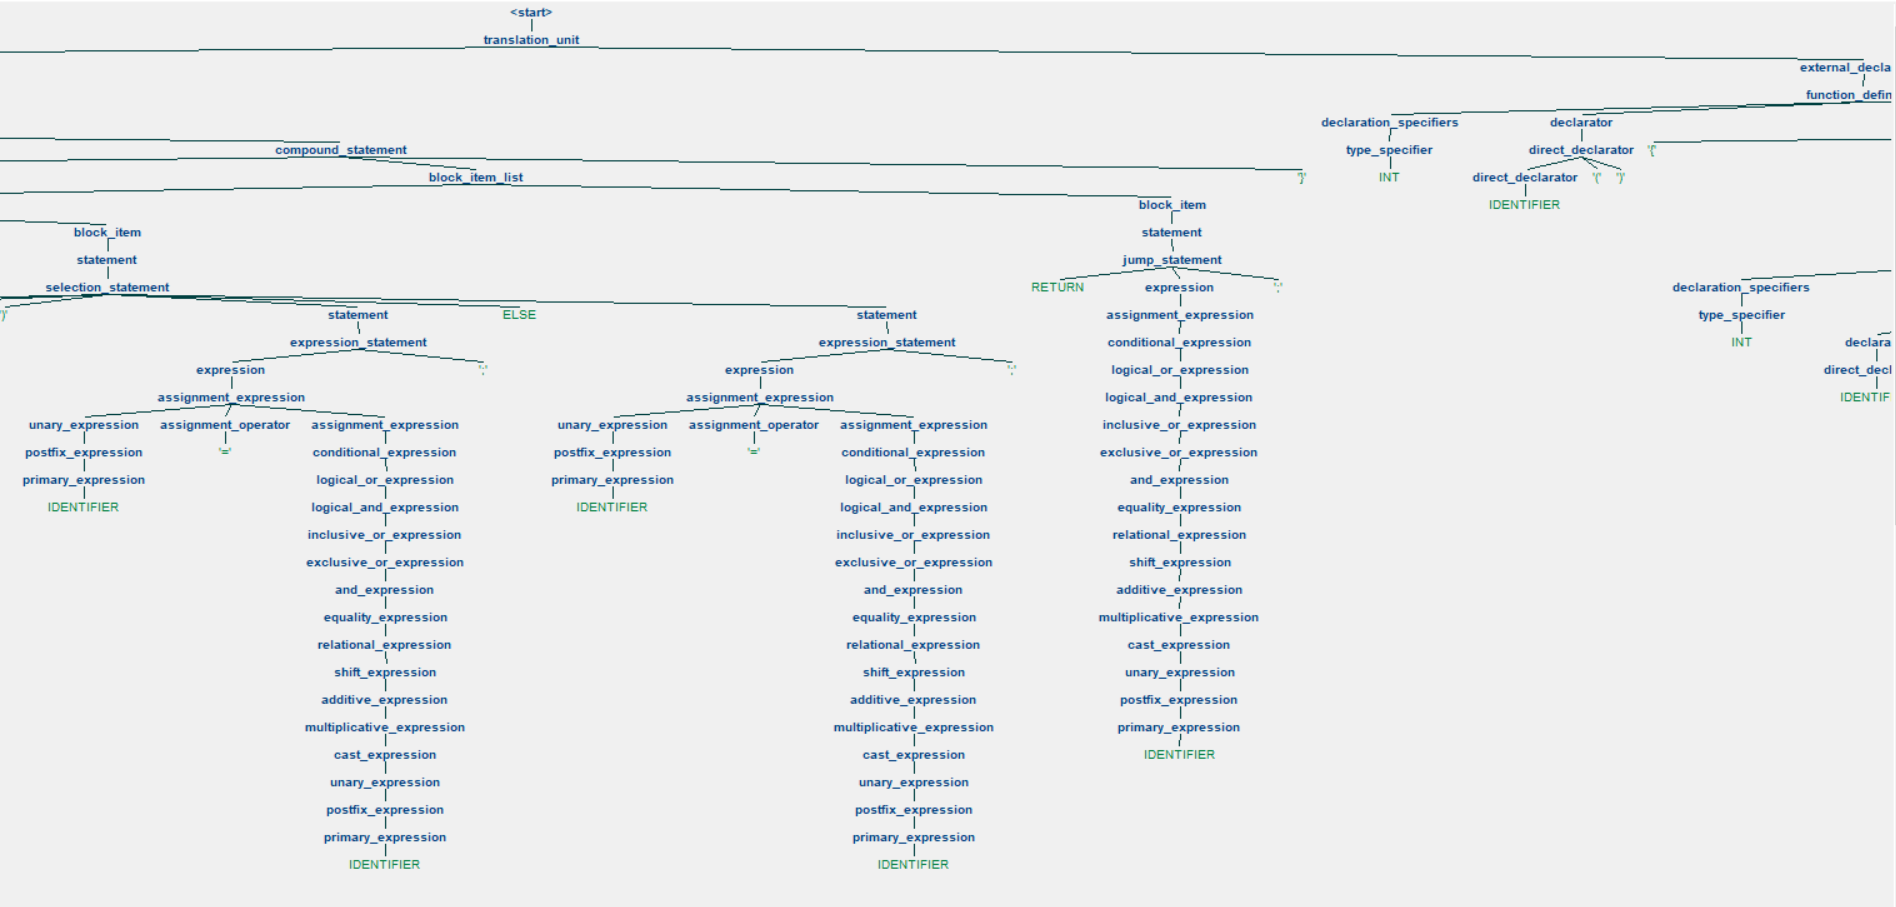 <start>
translation_unit
external_decla
function_defin
declaration_specifiers declarator
compound_statement type_specifier direct_declarator '{'
block_item_list '}' INT direct_declarator '(' ')'
block_item IDENTIFIER
block_item statement
statement jump_statement
selection_statement RETURN expression ';' declaration_specifiers
')' statement ELSE statement assignment_expression type_specifier
expression_statement expression_statement conditional_expression INT declara
expression ';' expression ';' logical_or_expression direct_decl
assignment_expression assignment_expression logical_and_expression IDENTIF
unary_expression assignment_operator assignment_expression unary_expression assignment_operator assignment_expression inclusive_or_expression
postfix_expression '=' conditional_expression postfix_expression '=' conditional_expression exclusive_or_expression
primary_expression logical_or_expression primary_expression logical_or_expression and_expression
IDENTIFIER logical_and_expression IDENTIFIER logical_and_expression equality_expression
inclusive_or_expression inclusive_or_expression relational_expression
exclusive_or_expression exclusive_or_expression shift_expression
and_expression and_expression additive_expression
equality_expression equality_expression multiplicative_expression
relational_expression relational_expression cast_expression
shift_expression shift_expression unary_expression
additive_expression additive_expression postfix_expression
multiplicative_expression multiplicative_expression primary_expression
cast_expression cast_expression IDENTIFIER
unary_expression unary_expression
postfix_expression postfix_expression
primary_expression primary_expression
IDENTIFIER IDENTIFIER